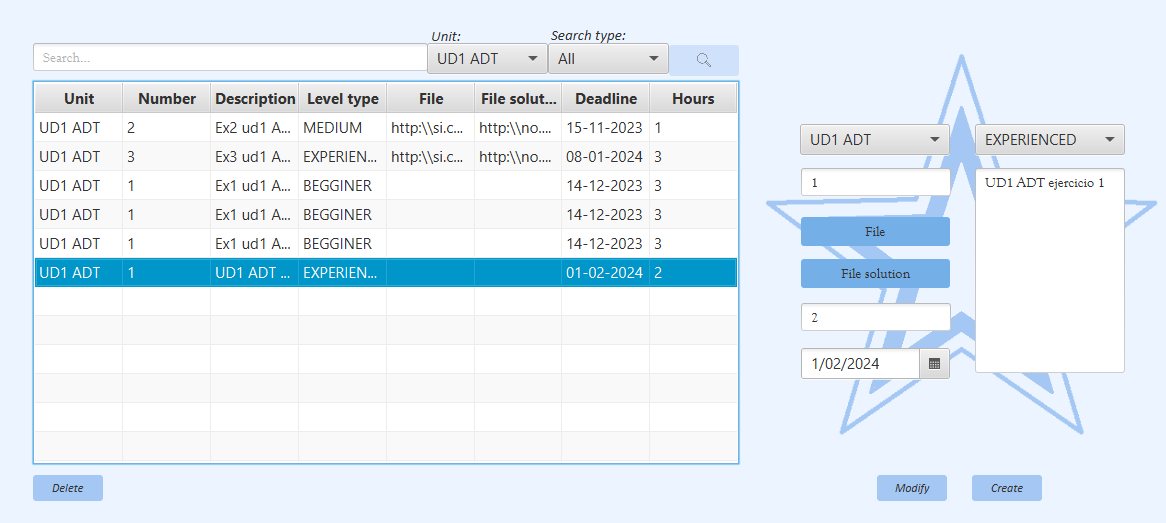 Unit: Search type:
Search... UD1 ADT All
Unit Number Description Level type File File solut... Deadline Hours
UD1 ADT 2 Ex2 ud1 A... MEDIUM http:\\si.c... http:\\no.... 15-11-2023 1
UD1 ADT 3 Ex3 ud1 A... EXPERIEN... http:\\si.c... http:\\no.... 08-01-2024 3
UD1 ADT 1 Ex1 ud1 A... BEGGINER 14-12-2023 3
UD1 ADT 1 Ex1 ud1 A... BEGGINER 14-12-2023 3
UD1 ADT 1 Ex1 ud1 A... BEGGINER 14-12-2023 3
UD1 ADT 1 UD1 ADT ... EXPERIEN... 01-02-2024 2
Delete
UD1 ADT EXPERIENCED
1 UD1 ADT ejercicio 1
File
File solution
2
1/02/2024
Modify Create